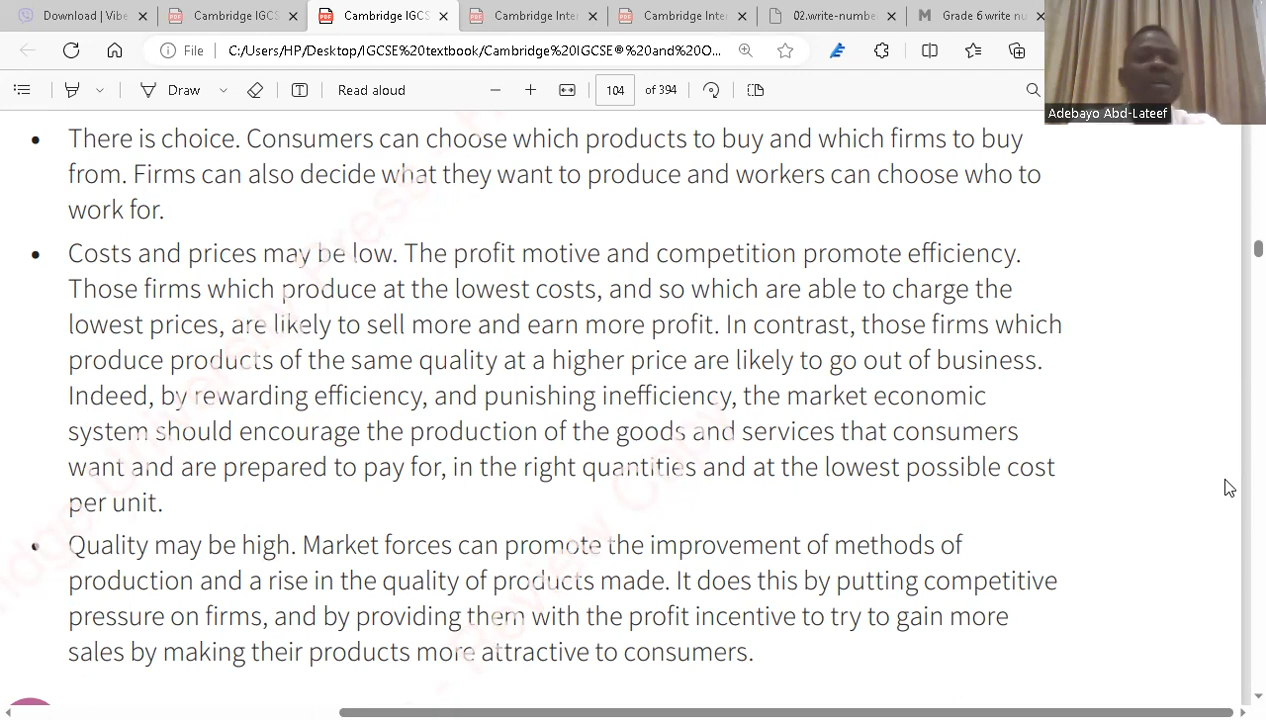 Download | Vibe
Cambridge IGCS
Cambridge IGCS
Cambridge Inte
Cambridge Inte
02.write-numbe
Grade 6 write nu
File
C:/Users/HP/Desktop/IGCSE%20textbook/Cambridge%20IGCSE®%20and%20O...
Draw
Read aloud
104
of 394
Adebayo Abd-Lateef
• There is choice. Consumers can choose which products to buy and which firms to buy
from. Firms can also decide what they want to produce and workers can choose who to
work for.
• Costs and prices may be low. The profit motive and competition promote efficiency.
Those firms which produce at the lowest costs, and so which are able to charge the
lowest prices, are likely to sell more and earn more profit. In contrast, those firms which
produce products of the same quality at a higher price are likely to go out of business.
Indeed, by rewarding efficiency, and punishing inefficiency, the market economic
system should encourage the production of the goods and services that consumers
want and are prepared to pay for, in the right quantities and at the lowest possible cost
per unit.
• Quality may be high. Market forces can promote the improvement of methods of
production and a rise in the quality of products made. It does this by putting competitive
pressure on firms, and by providing them with the profit incentive to try to gain more
sales by making their products more attractive to consumers.